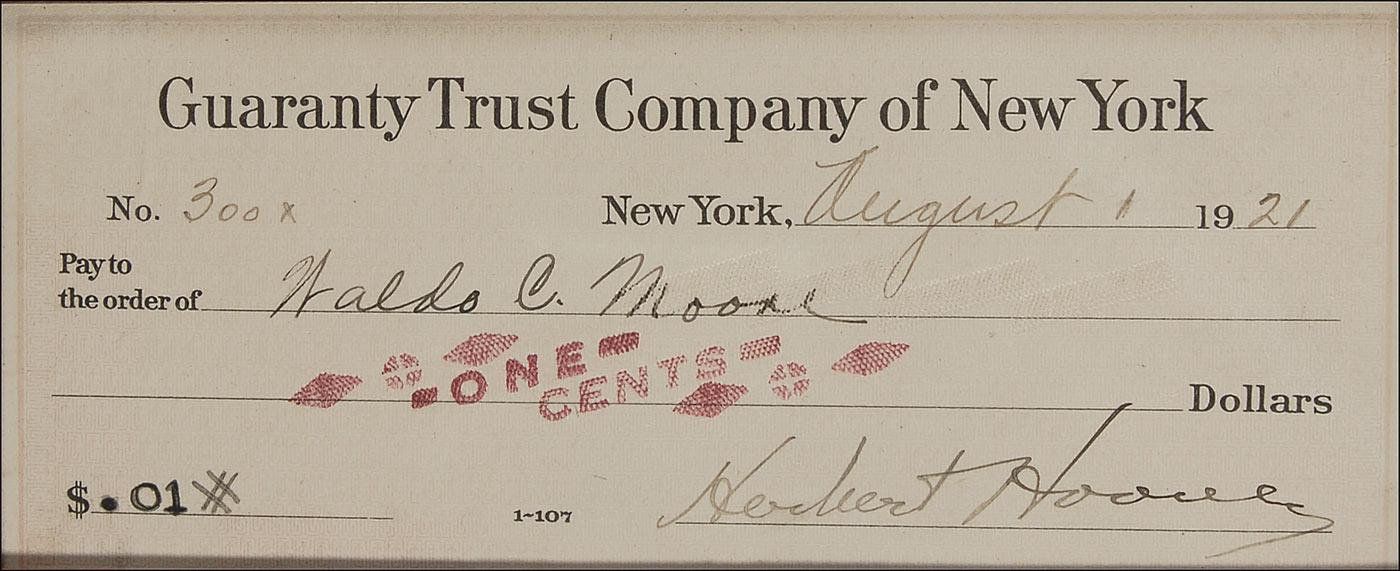 Guaranty Trust Company of New York
No. 300 x New York, August 1 1921
Pay to
the order of Waldo C. Moore
ONE CENTS
Dollars
$ .01
1-107 Herbert Hoover